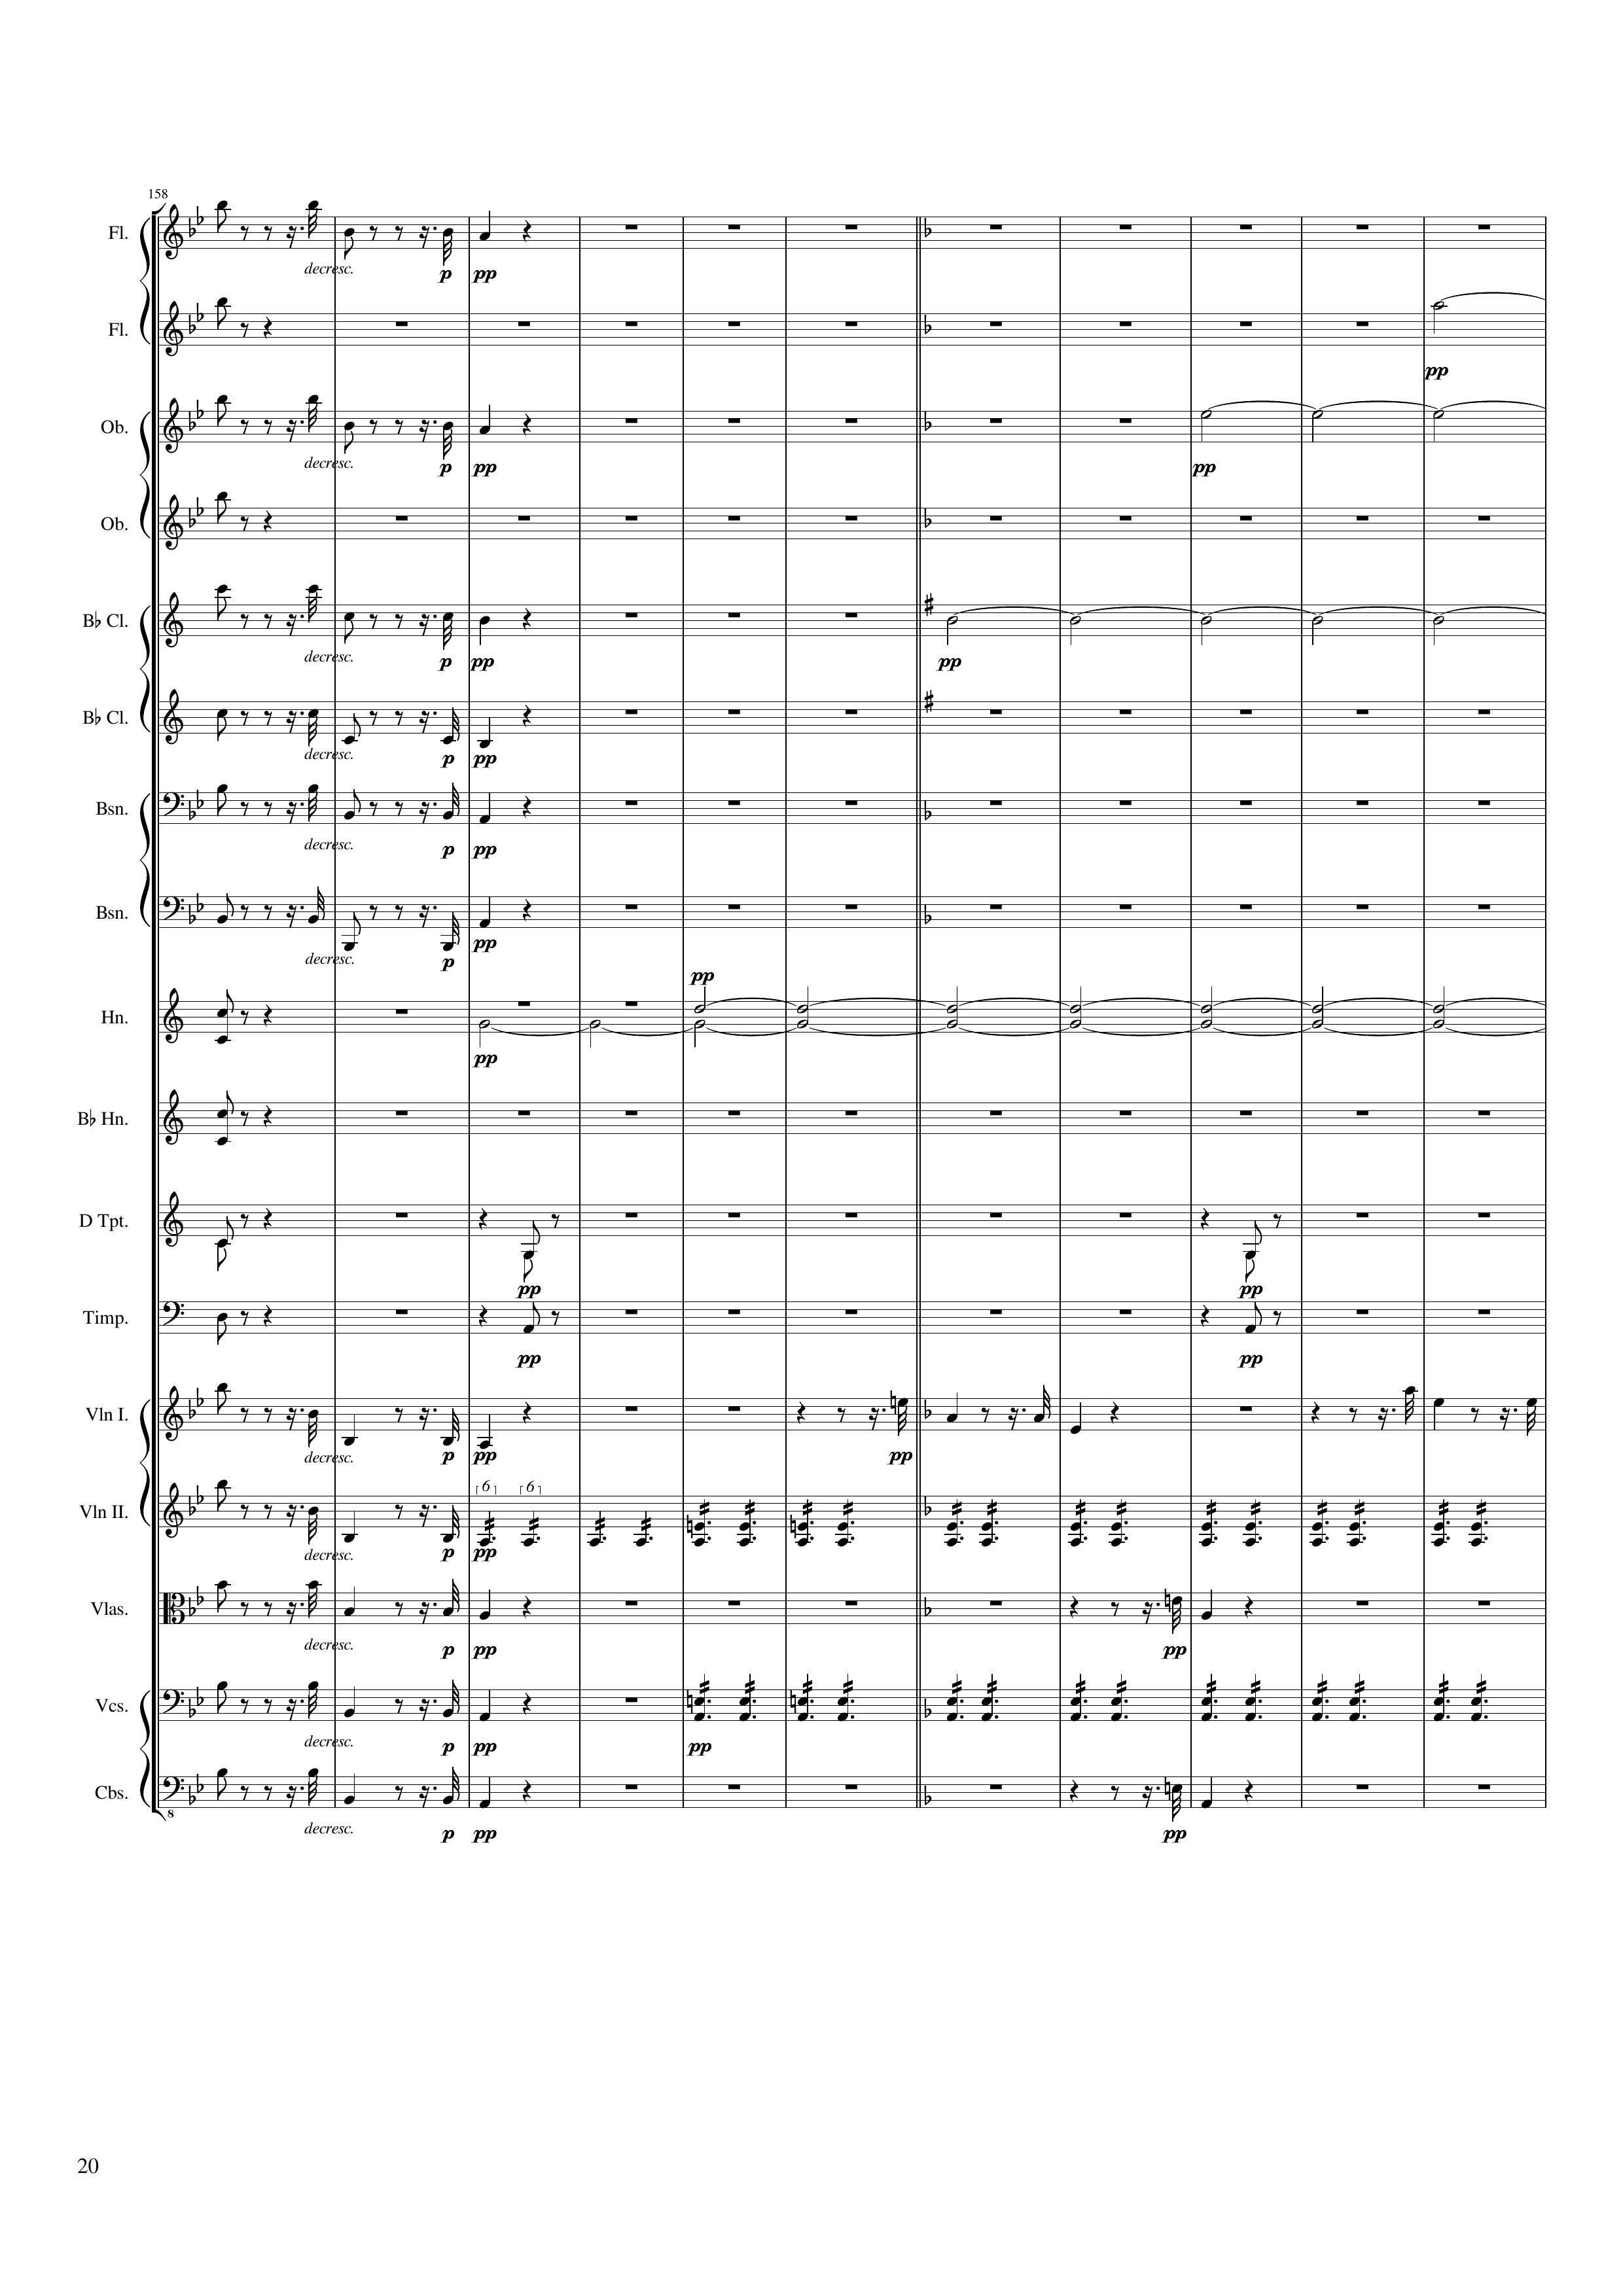 158
Fl.
decresc. p pp
Fl.
pp
Ob.
decresc. p pp pp
Ob.
B♭ Cl.
decresc. p pp pp
B♭ Cl.
decresc. p pp
Bsn.
decresc. p pp
Bsn.
pp
decresc. p
pp
Hn.
pp
B♭ Hn.
D Tpt.
pp pp
Timp.
pp pp
Vln I.
decresc. p pp pp
6 6
Vln II.
decresc. p pp
Vlas.
decresc. p pp pp
Vcs.
decresc. p pp pp
Cbs.
8
decresc. p pp pp
20